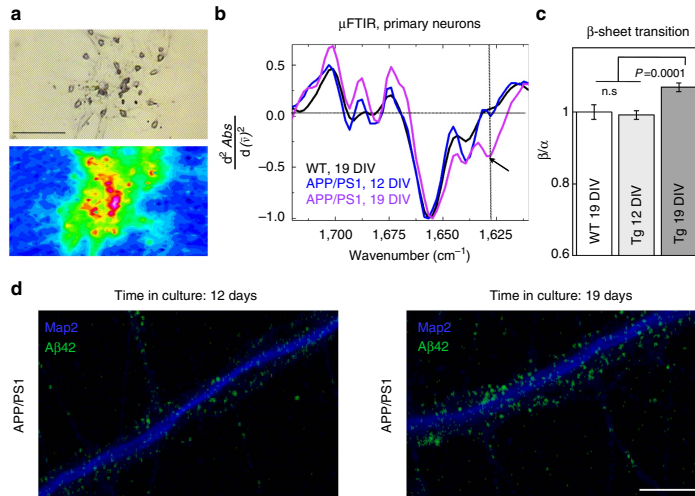 a
b
μFTIR, primary neurons
0.5
0.0
−0.5
−1.0
d² Abs
d(ṽ)²
WT, 19 DIV
APP/PS1, 12 DIV
APP/PS1, 19 DIV
1,700
1,675
1,650
1,625
Wavenumber (cm⁻¹)
c
β-sheet transition
P=0.0001
n.s
1
0.8
0.6
β/α
WT 19 DIV
Tg 12 DIV
Tg 19 DIV
d
Time in culture: 12 days
Time in culture: 19 days
APP/PS1
Map2
Aβ42
APP/PS1
Map2
Aβ42